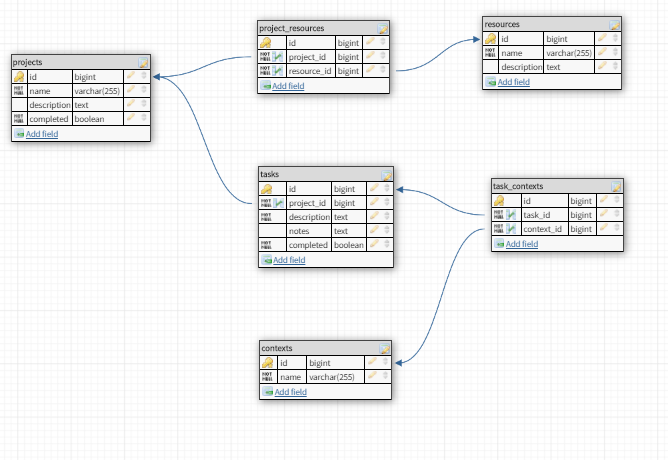 projects
id bigint
NOT NULL name varchar(255)
description text
NOT NULL completed boolean
Add field
project_resources
id bigint
NOT NULL project_id bigint
NOT NULL resource_id bigint
Add field
resources
id bigint
NOT NULL name varchar(255)
description text
Add field
tasks
id bigint
NOT NULL project_id bigint
NOT NULL description text
notes text
NOT NULL completed boolean
Add field
task_contexts
id bigint
NOT NULL task_id bigint
NOT NULL context_id bigint
Add field
contexts
id bigint
NOT NULL name varchar(255)
Add field